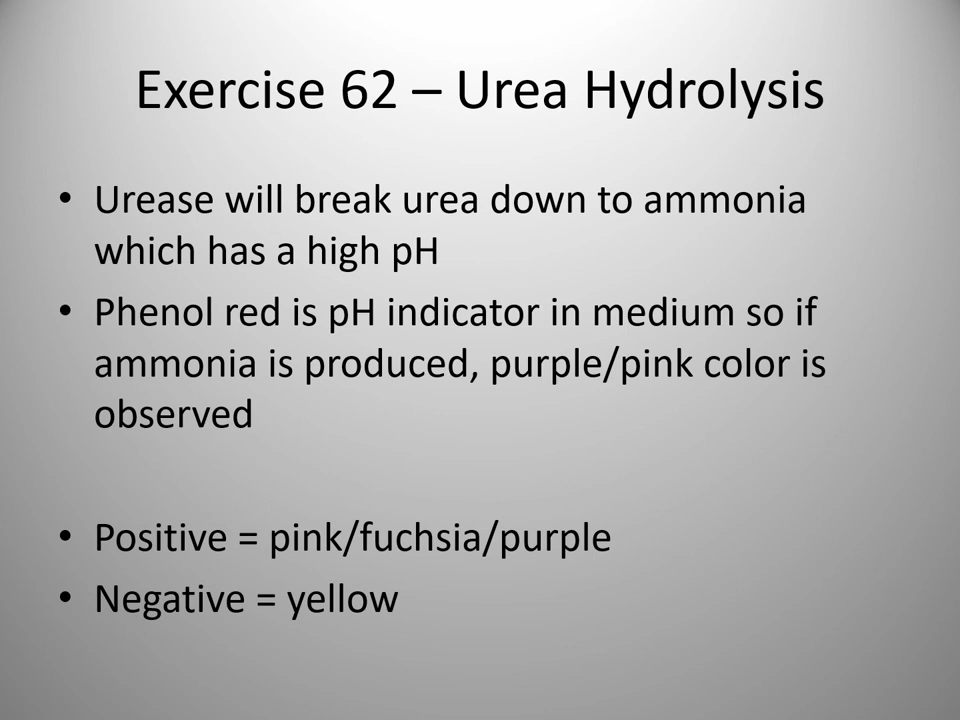 Exercise 62 – Urea Hydrolysis
• Urease will break urea down to ammonia
which has a high pH
• Phenol red is pH indicator in medium so if
ammonia is produced, purple/pink color is
observed
• Positive = pink/fuchsia/purple
• Negative = yellow